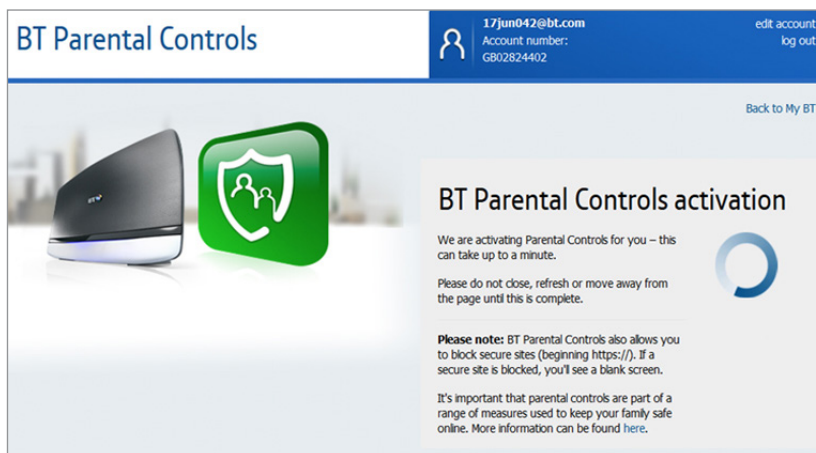 BT Parental Controls
17jun042@bt.com
Account number:
GB02824402
edit account
log out
Back to My BT
BT
BT Parental Controls activation
We are activating Parental Controls for you – this
can take up to a minute.
Please do not close, refresh or move away from
the page until this is complete.
Please note: BT Parental Controls also allows you
to block secure sites (beginning https://). If a
secure site is blocked, you'll see a blank screen.
It's important that parental controls are part of a
range of measures used to keep your family safe
online. More information can be found here.